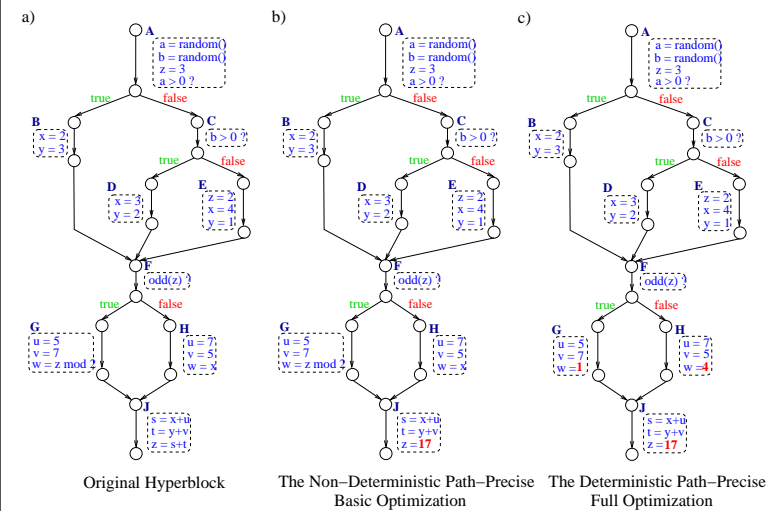 a)
A
a = random()
b = random()
z = 3
a > 0 ?
true
false
B
x = 2
y = 3
C
b > 0 ?
true
false
D
x = 3
y = 2
E
z = 2
x = 4
y = 1
F
odd(z) ?
true
false
G
u = 5
v = 7
w = z mod 2
H
u = 7
v = 5
w = x
J
s = x+u
t = y+v
z = s+t
Original Hyperblock
b)
A
a = random()
b = random()
z = 3
a > 0 ?
true
false
B
x = 2
y = 3
C
b > 0 ?
true
false
D
x = 3
y = 2
E
z = 2
x = 4
y = 1
F
odd(z) ?
true
false
G
u = 5
v = 7
w = z mod 2
H
u = 7
v = 5
w = x
J
s = x+u
t = y+v
z = 17
The Non−Deterministic Path−Precise
Basic Optimization
c)
A
a = random()
b = random()
z = 3
a > 0 ?
true
false
B
x = 2
y = 3
C
b > 0 ?
true
false
D
x = 3
y = 2
E
z = 2
x = 4
y = 1
F
odd(z) ?
true
false
G
u = 5
v = 7
w = 1
H
u = 7
v = 5
w = 4
J
s = x+u
t = y+v
z = 17
The Deterministic Path−Precise
Full Optimization